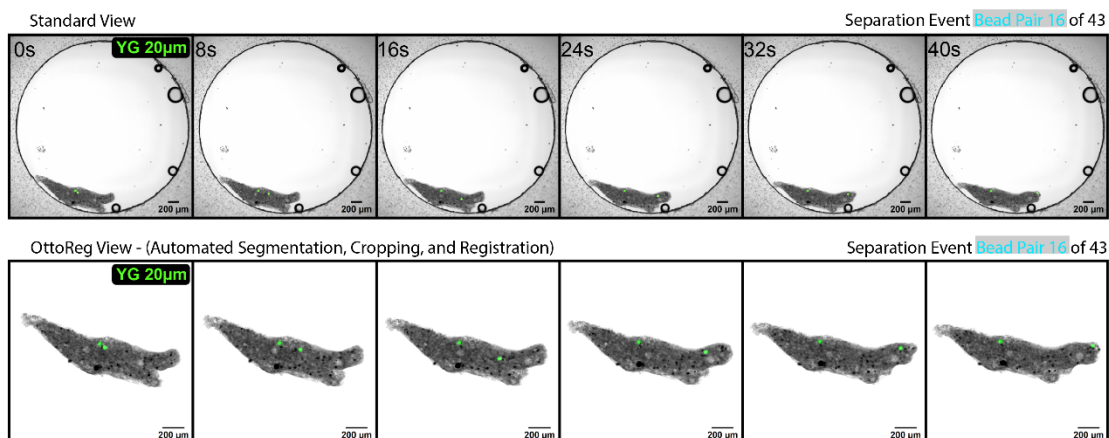 Standard View
Separation Event Bead Pair 16 of 43
0s
YG 20µm
8s
16s
24s
32s
40s
200 µm
200 µm
200 µm
200 µm
200 µm
200 µm
OttoReg View - (Automated Segmentation, Cropping, and Registration)
Separation Event Bead Pair 16 of 43
YG 20µm
200 µm
200 µm
200 µm
200 µm
200 µm
200 µm